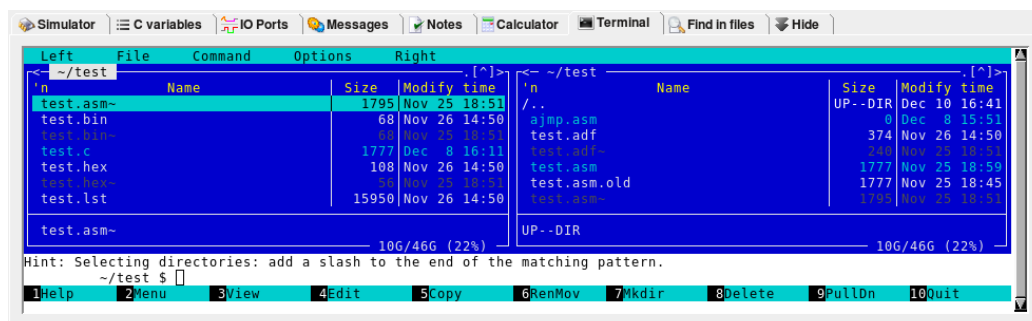 Simulator C variables IO Ports Messages Notes Calculator Terminal Find in files Hide
Left File Command Options Right
<─ ~/test .[^]> <─ ~/test .[^]>
'n Name Size Modify time 'n Name Size Modify time
test.asm~ 1795 Nov 25 18:51 /.. UP--DIR Dec 10 16:41
test.bin 68 Nov 26 14:50 ajmp.asm 0 Dec 8 15:51
test.bin~ 68 Nov 25 18:51 test.adf 374 Nov 26 14:50
test.c 1777 Dec 8 16:11 test.adf~ 240 Nov 25 18:51
test.hex 108 Nov 26 14:50 test.asm 1777 Nov 25 18:59
test.hex~ 56 Nov 25 18:51 test.asm.old 1777 Nov 25 18:45
test.lst 15950 Nov 26 14:50 test.asm~ 1795 Nov 25 18:51
test.asm~ UP--DIR
10G/46G (22%) 10G/46G (22%)
Hint: Selecting directories: add a slash to the end of the matching pattern.
~/test $
1Help 2Menu 3View 4Edit 5Copy 6RenMov 7Mkdir 8Delete 9PullDn 10Quit